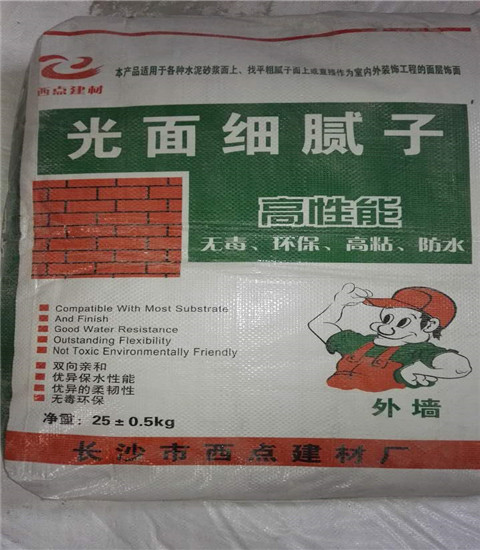 本产品适用于各种水泥砂浆面上、找平粗腻子面上或直接作为室内外装饰工程的面层饰面
西点建材
光面细腻子
高性能
无毒、环保、高粘、防水
Compatible With Most Substrate
And Finish
Good Water Resistance
Outstanding Flexibility
Not Toxic Environmentally Friendly
双向亲和
优异保水性能
优异的柔韧性
无毒环保
净重：25±0.5kg
外墙
长沙市西点建材厂